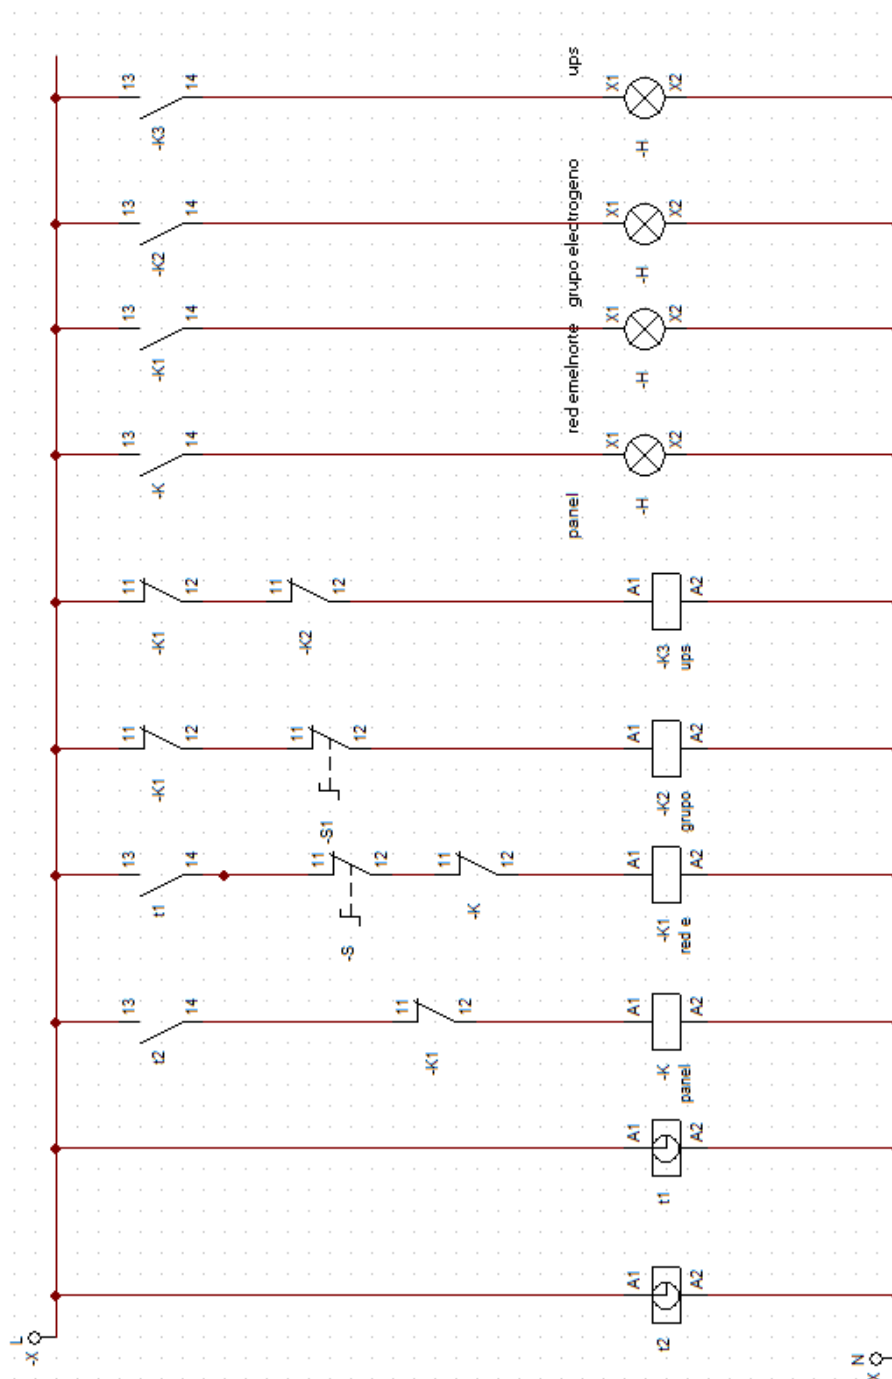 L
-X
A1
A2
t2
A1
A2
t1
13
14
t2
11
12
-K1
A1
A2
-K
panel
13
14
t1
11
12
-S
11
12
-K
A1
A2
-K1
red e
11
12
-K1
11
12
-S1
A1
A2
-K2
grupo
11
12
-K1
11
12
-K2
A1
A2
-K3
ups
13
14
-K
panel
X1
X2
-H
13
14
-K1
red emelnorte
X1
X2
-H
13
14
-K2
grupo electrogeno
X1
X2
-H
13
14
-K3
ups
X1
X2
-H
N
X